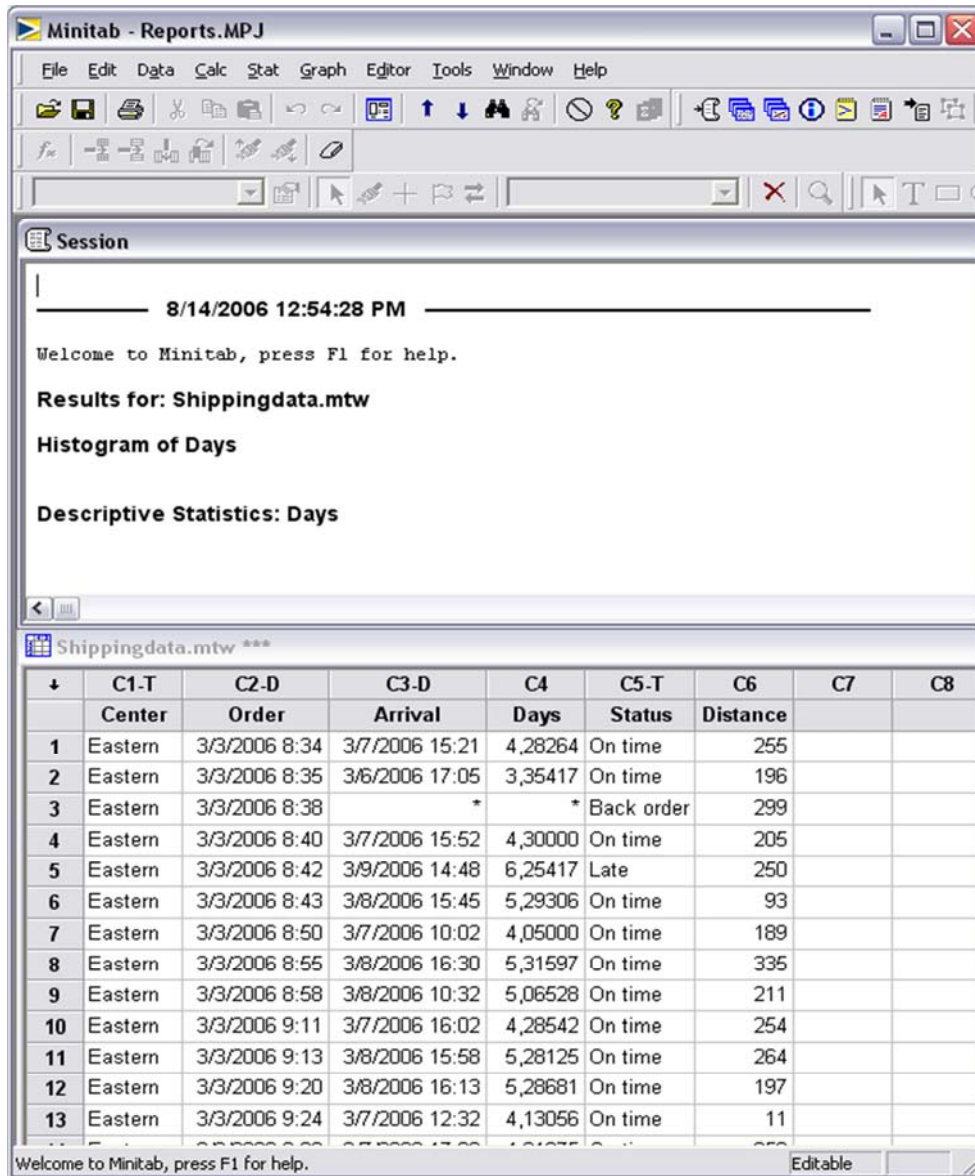 Minitab - Reports.MPJ
File Edit Data Calc Stat Graph Editor Tools Window Help
Session
8/14/2006 12:54:28 PM
Welcome to Minitab, press F1 for help.
Results for: Shippingdata.mtw
Histogram of Days
Descriptive Statistics: Days
Shippingdata.mtw ***
C1-T C2-D C3-D C4 C5-T C6 C7 C8
Center Order Arrival Days Status Distance
1 Eastern 3/3/2006 8:34 3/7/2006 15:21 4,28264 On time 255
2 Eastern 3/3/2006 8:35 3/6/2006 17:05 3,35417 On time 196
3 Eastern 3/3/2006 8:38 * * Back order 299
4 Eastern 3/3/2006 8:40 3/7/2006 15:52 4,30000 On time 205
5 Eastern 3/3/2006 8:42 3/9/2006 14:48 6,25417 Late 250
6 Eastern 3/3/2006 8:43 3/8/2006 15:45 5,29306 On time 93
7 Eastern 3/3/2006 8:50 3/7/2006 10:02 4,05000 On time 189
8 Eastern 3/3/2006 8:55 3/8/2006 16:30 5,31597 On time 335
9 Eastern 3/3/2006 8:58 3/8/2006 10:32 5,06528 On time 211
10 Eastern 3/3/2006 9:11 3/7/2006 16:02 4,28542 On time 254
11 Eastern 3/3/2006 9:13 3/8/2006 15:58 5,28125 On time 264
12 Eastern 3/3/2006 9:20 3/8/2006 16:13 5,28681 On time 197
13 Eastern 3/3/2006 9:24 3/7/2006 12:32 4,13056 On time 11
Welcome to Minitab, press F1 for help. Editable